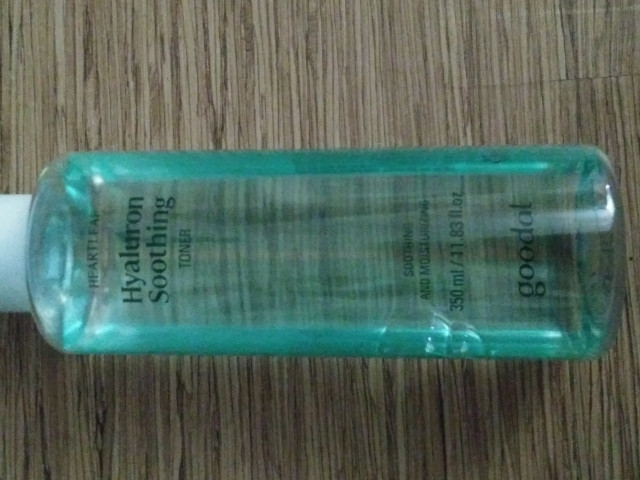 HEARTLEAF
Hyaluron
Soothing
TONER
SOOTHING
AND MOISTURIZING
350 ml / 11.83 fl.oz.
goodal